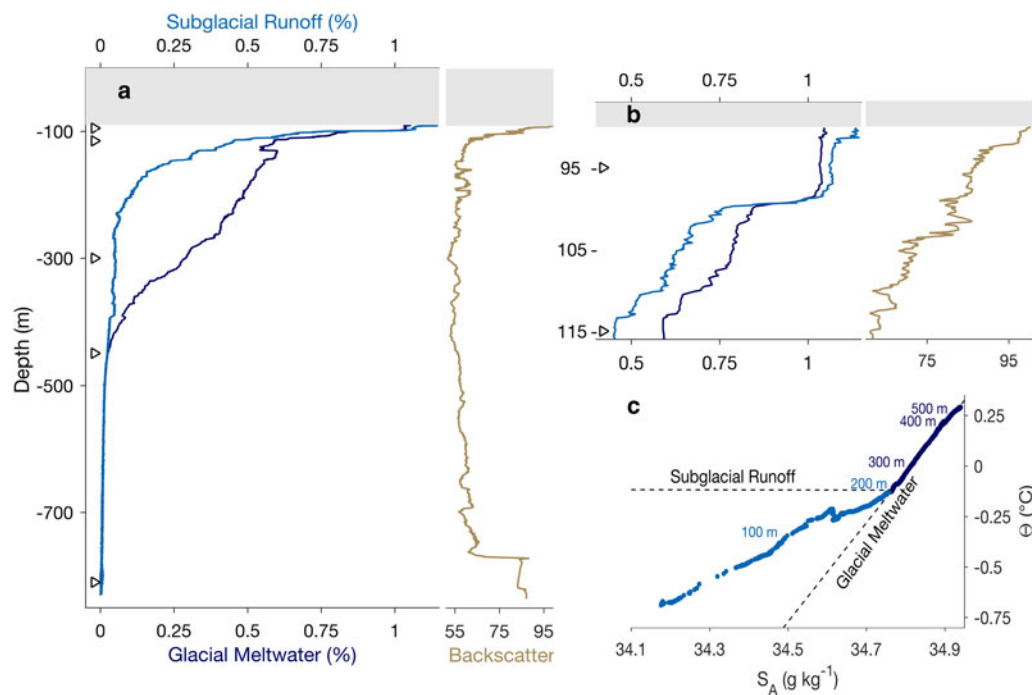 Subglacial Runoff (%)
0 0.25 0.5 0.75 1
a
-100
-300
-500
-700
Depth (m)
0 0.25 0.5 0.75 1
Glacial Meltwater (%)
55 95
Backscatter
0.5 0.75 1
b
95
105
115
0.5 0.75 1
75 95
c
500 m
400 m
300 m
200 m
100 m
Subglacial Runoff
Glacial Meltwater
0.25
0
-0.25
-0.5
-0.75
Θ (°C)
34.1 34.3 34.5 34.7 34.9
S_A (g kg⁻¹)